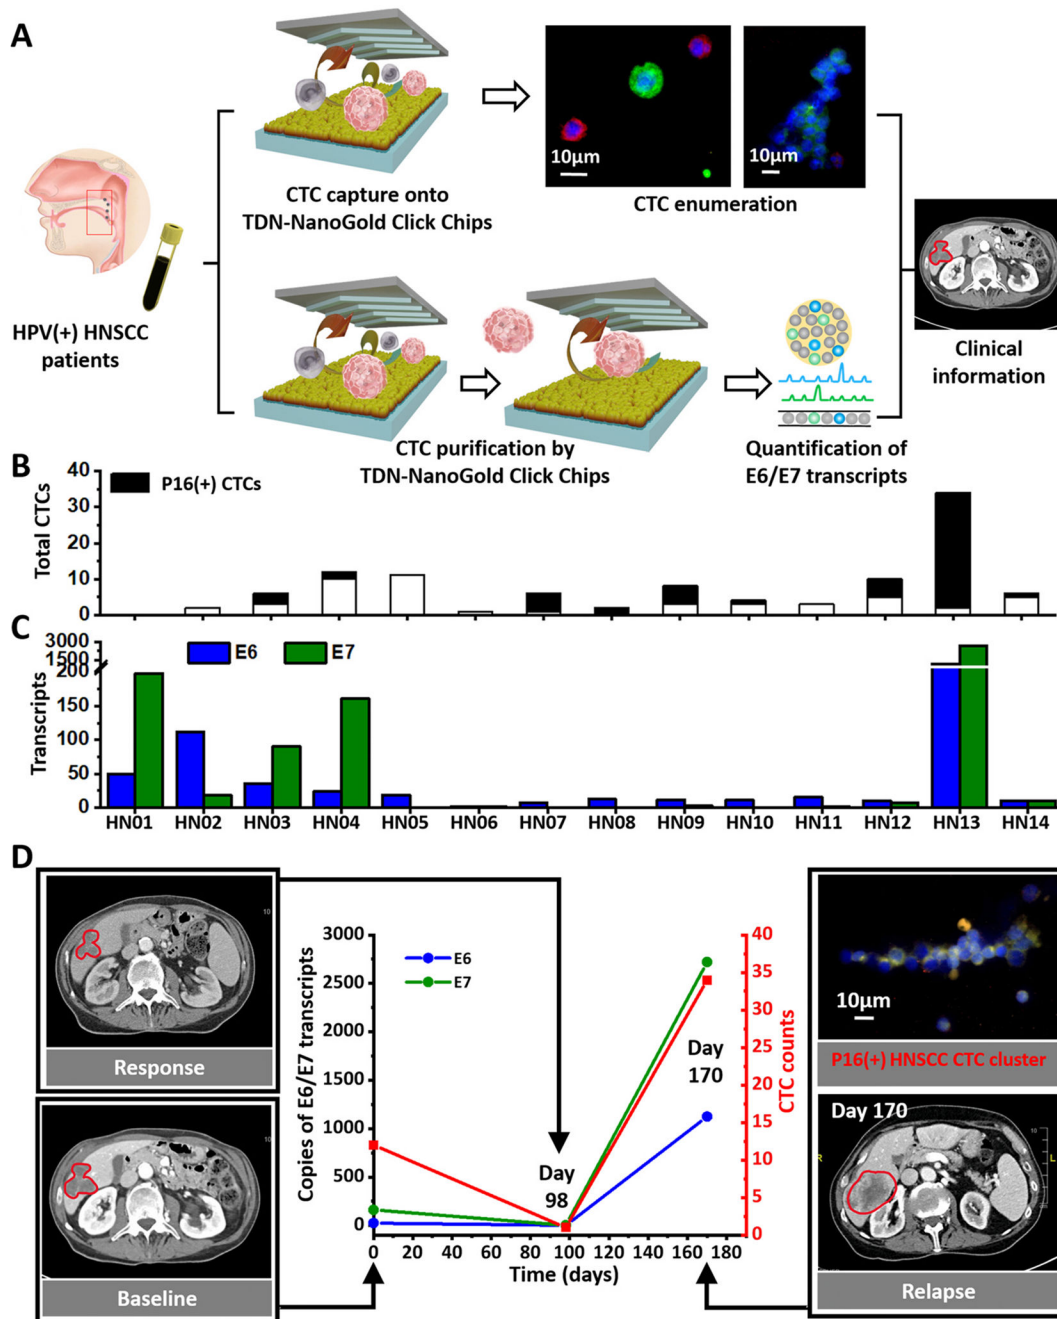 A
10μm
10μm
CTC capture onto
TDN-NanoGold Click Chips
CTC enumeration
HPV(+) HNSCC
patients
Clinical
information
CTC purification by
TDN-NanoGold Click Chips
Quantification of
E6/E7 transcripts
B
Total CTCs
40
30
20
10
0
P16(+) CTCs
C
Transcripts
3000
1500
200
150
100
50
0
E6
E7
HN01 HN02 HN03 HN04 HN05 HN06 HN07 HN08 HN09 HN10 HN11 HN12 HN13 HN14
D
10
Response
10
Baseline
Copies of E6/E7 transcripts
3000
2500
2000
1500
1000
500
0
E6
E7
Day
98
Day
170
40
35
30
25
20
15
10
5
0
CTC counts
0 20 40 60 80 100 120 140 160 180
Time (days)
10μm
P16(+) HNSCC CTC cluster
Day 170
10
R
L
Relapse